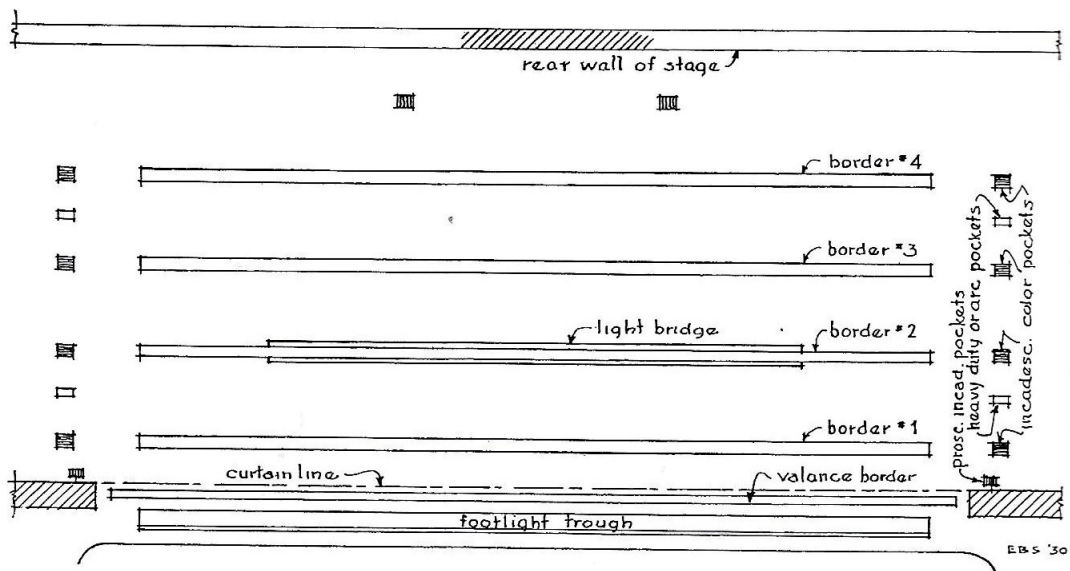 rear wall of stage
border #4
border #3
light bridge
border #2
border #1
curtain line
valance border
footlight trough
prosc. incad. pockets
heavy duty or arc pockets
incadesc. color pockets
EBS '30